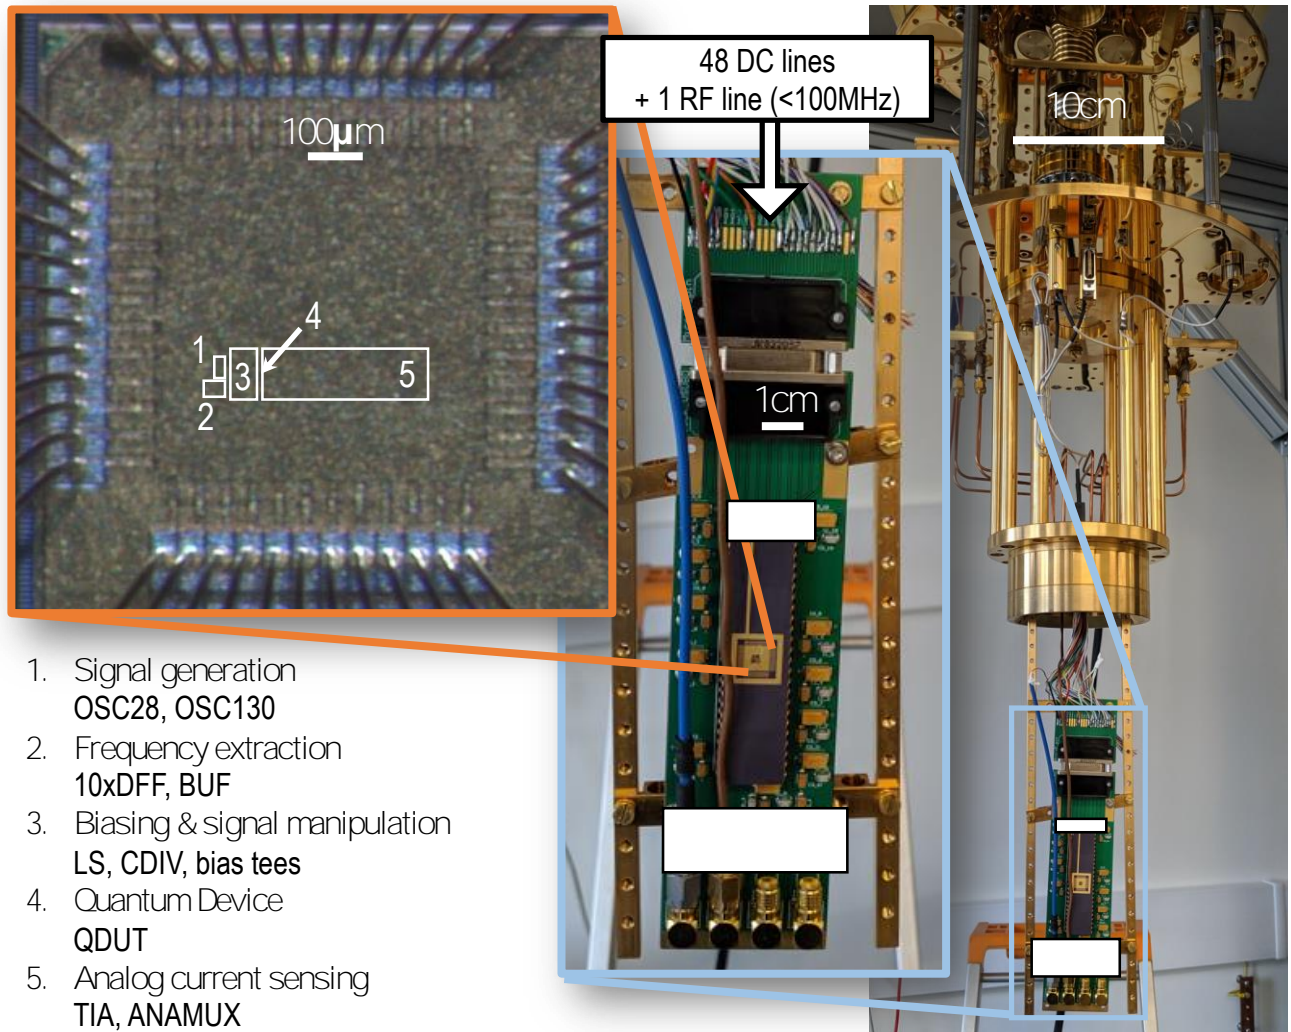 48 DC lines
+ 1 RF line (<100MHz)
100µm
10cm
1cm
4
1
3
5
2
1. Signal generation
OSC28, OSC130
2. Frequency extraction
10xDFF, BUF
3. Biasing & signal manipulation
LS, CDIV, bias tees
4. Quantum Device
QDUT
5. Analog current sensing
TIA, ANAMUX